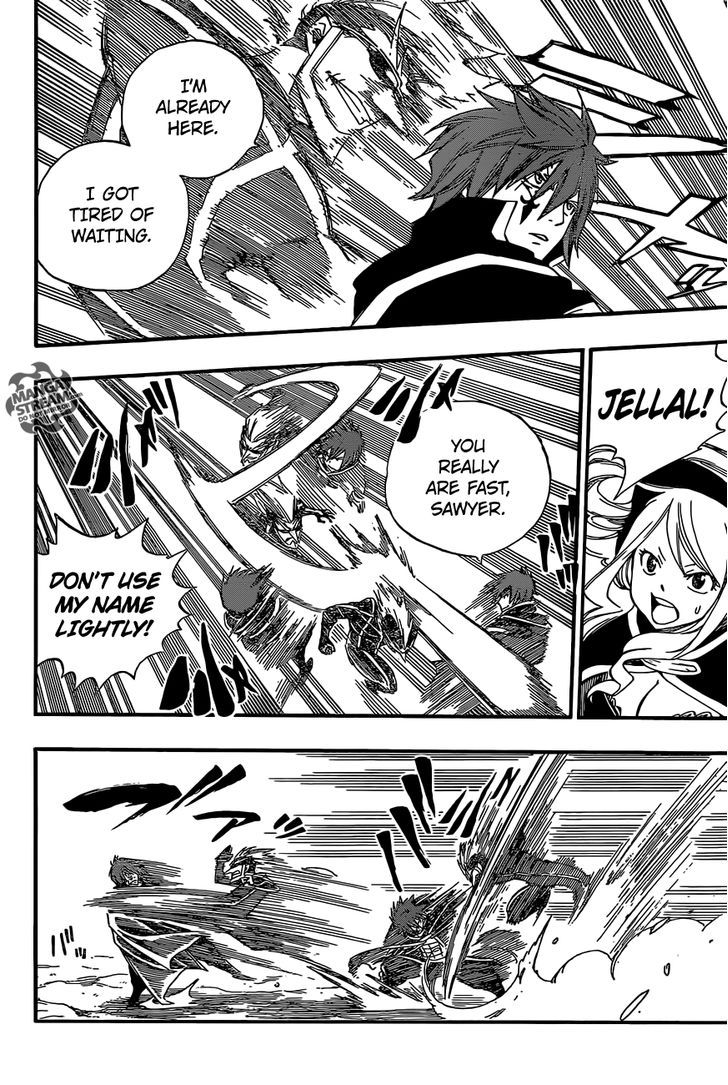 I'M
ALREADY
HERE.
I GOT
TIRED OF
WAITING.
JELLAL!
YOU
REALLY
ARE FAST,
SAWYER.
DON'T USE
MY NAME
LIGHTLY!
MANGA
STREAM